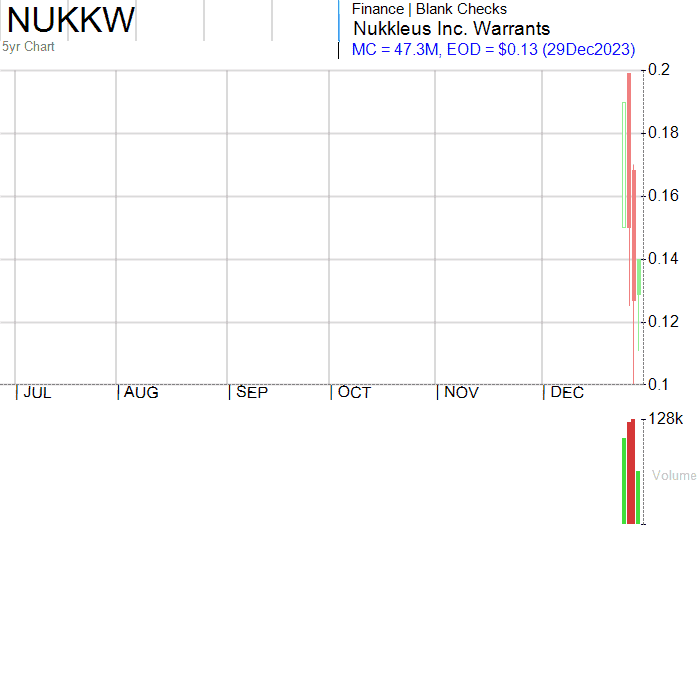 NUKKW
5yr Chart
Finance | Blank Checks
Nukkleus Inc. Warrants
MC = 47.3M, EOD = $0.13 (29Dec2023)
0.2
0.18
0.16
0.14
0.12
0.1
JUL AUG SEP OCT NOV DEC
128k
Volume